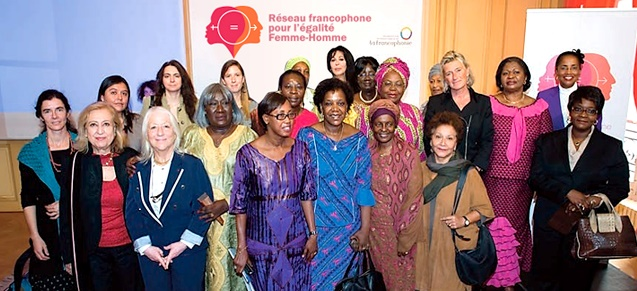 Réseau francophone
pour l'égalité
Femme-Homme
la francophonie